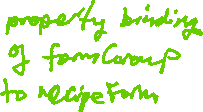 property binding
of formGroup
to recipeForm